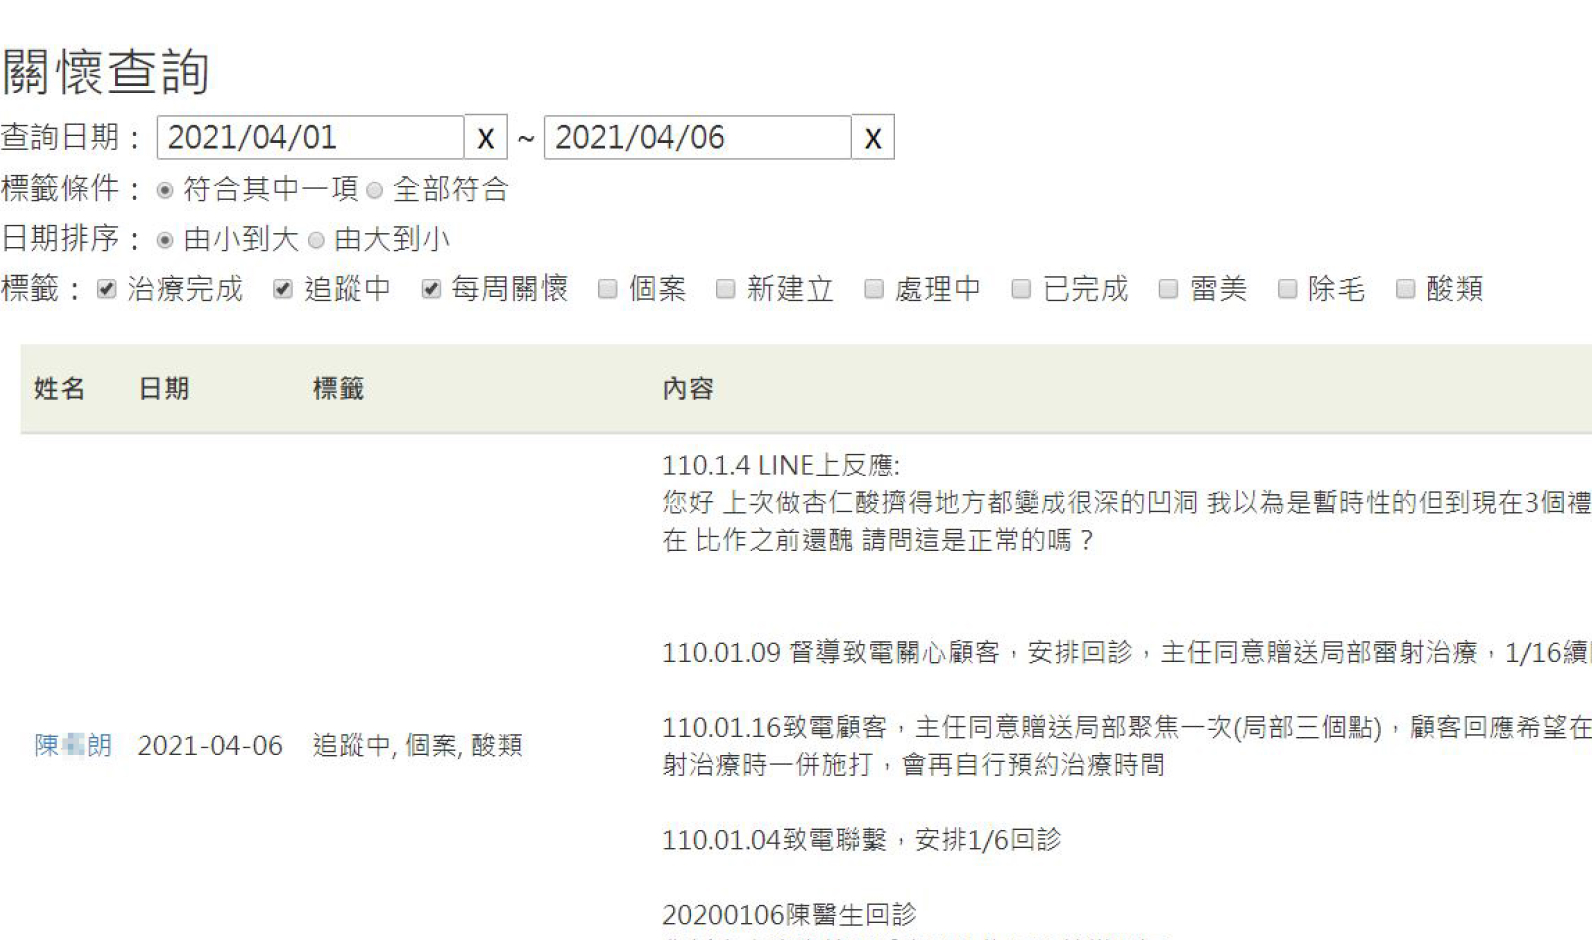 關懷查詢
查詢日期： 2021/04/01 X ~ 2021/04/06 X
標籤條件： 符合其中一項 全部符合
日期排序： 由小到大 由大到小
標籤： 治療完成 追蹤中 每周關懷 個案 新建立 處理中 已完成 雷美 除毛 酸類
姓名 日期 標籤 內容
110.1.4 LINE上反應:
您好 上次做杏仁酸擠得地方都變成很深的凹洞 我以為是暫時性的但到現在3個禮
在 比作之前還醜 請問這是正常的嗎？
110.01.09 督導致電關心顧客，安排回診，主任同意贈送局部雷射治療，1/16續
110.01.16致電顧客，主任同意贈送局部聚焦一次(局部三個點)，顧客回應希望在
射治療時一併施打，會再自行預約治療時間
陳 朗 2021-04-06 追蹤中, 個案, 酸類
110.01.04致電聯繫，安排1/6回診
20200106陳醫生回診